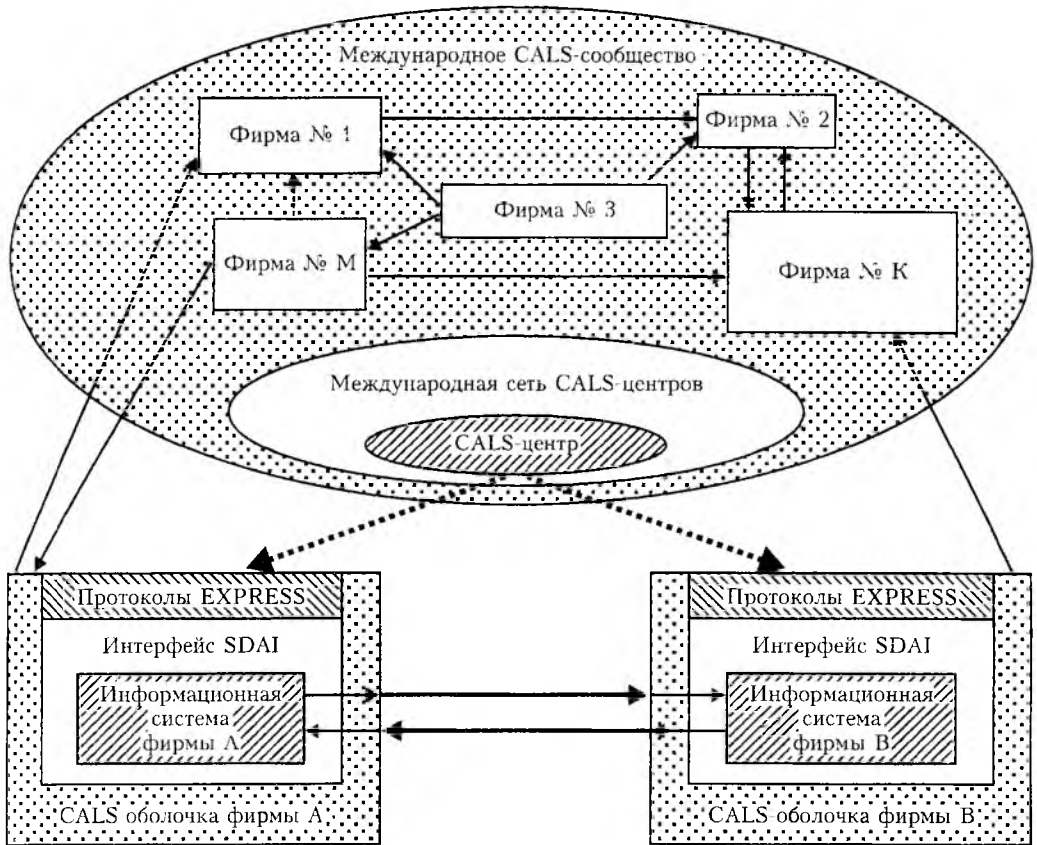 Международное CALS-сообщество
Фирма № 1
Фирма № 2
Фирма № 3
Фирма № М
Фирма № К
Международная сеть CALS-центров
CALS-центр
Протоколы EXPRESS
Интерфейс SDAI
Информационная
система
фирмы А
CALS оболочка фирмы А
Протоколы EXPRESS
Интерфейс SDAI
Информационная
система
фирмы В
CALS-оболочка фирмы В